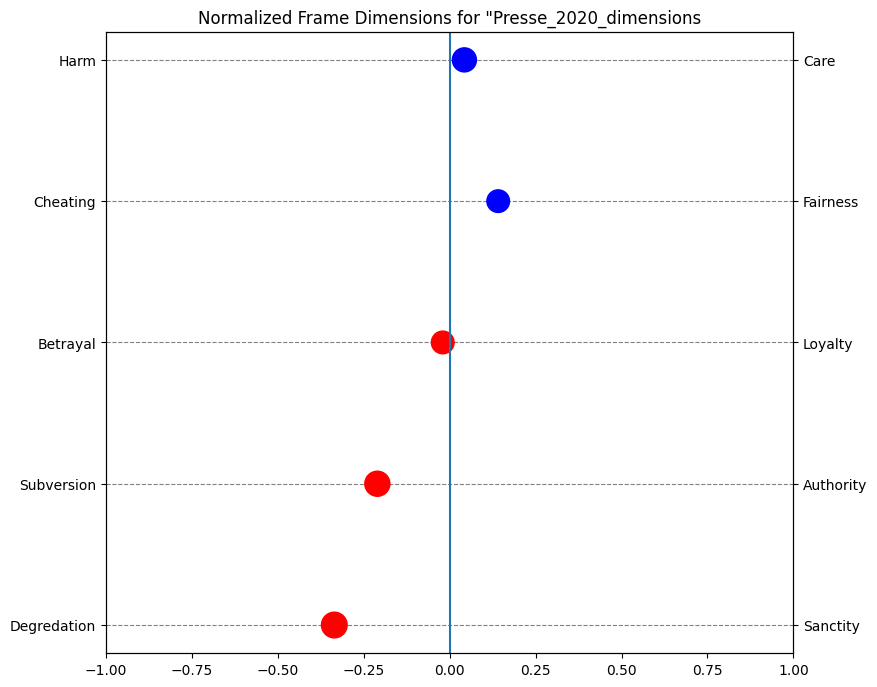 Normalized Frame Dimensions for "Presse_2020_dimensions
Harm Care
Cheating Fairness
Betrayal Loyalty
Subversion Authority
Degredation Sanctity
−1.00 −0.75 −0.50 −0.25 0.00 0.25 0.50 0.75 1.00